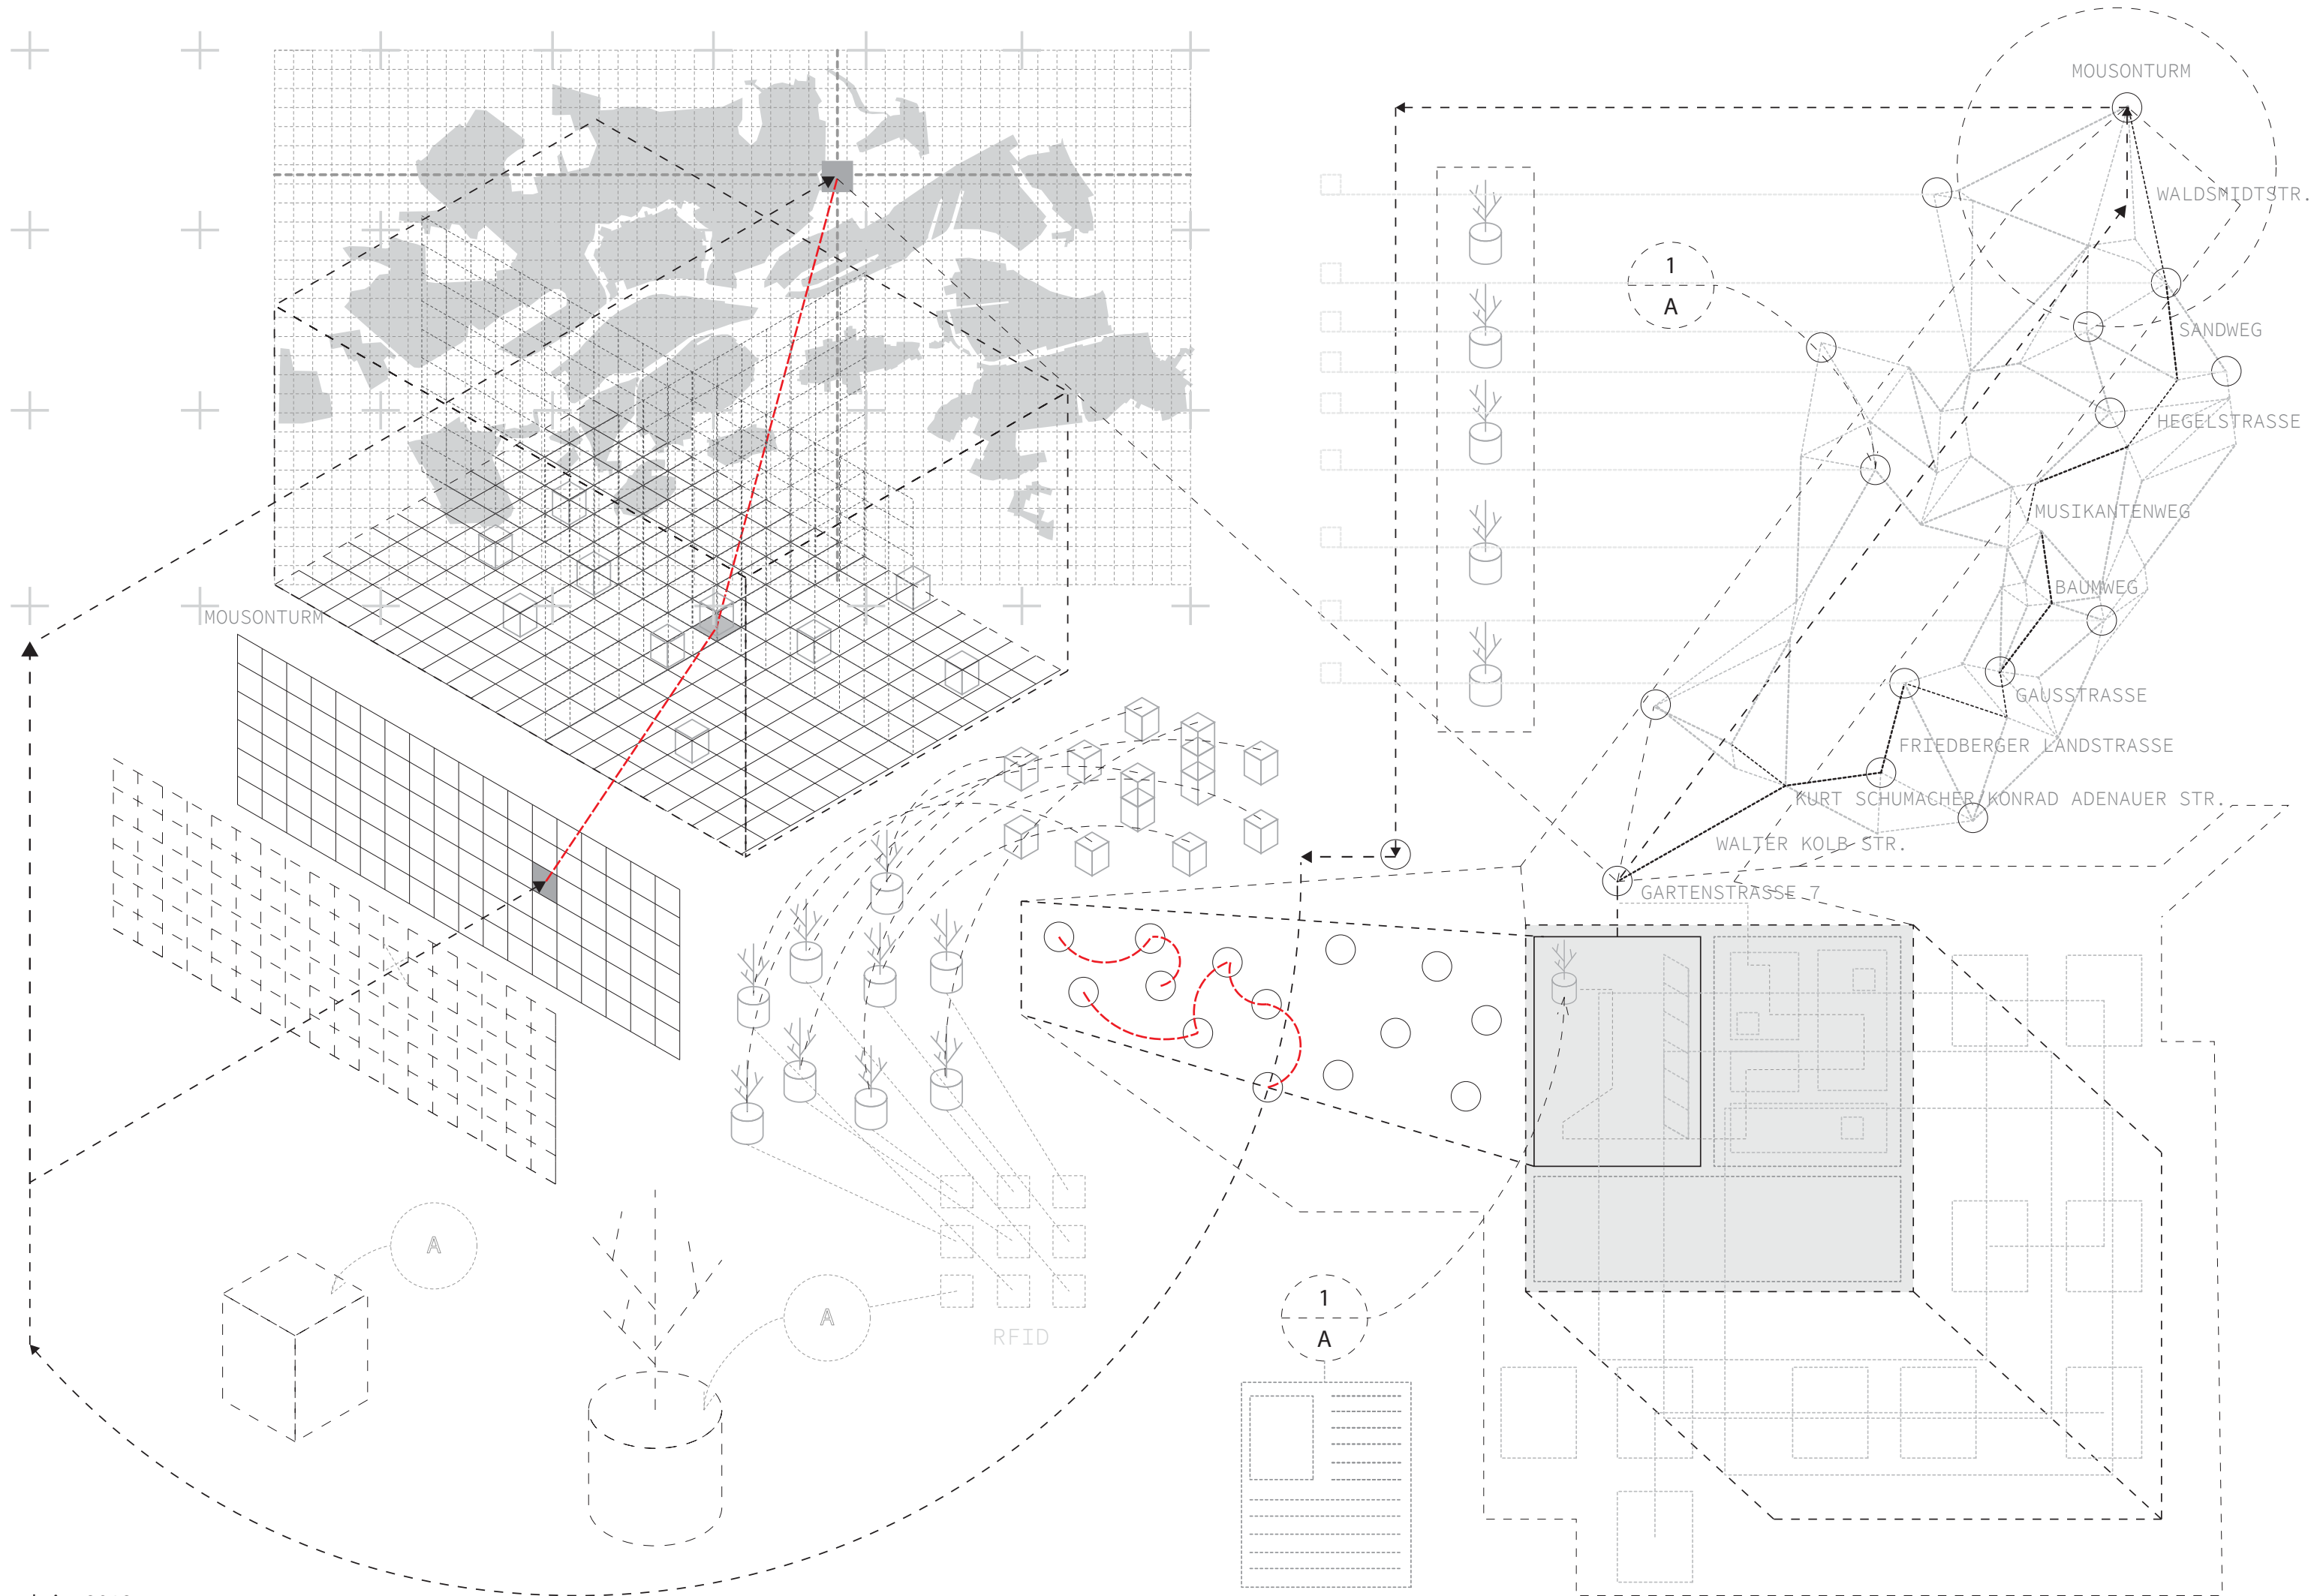 MOUSONTURM
WALDSMIDTSTR.
1
A
SANDWEG
HEGELSTRASSE
MUSIKANTENWEG
BAUMWEG
MOUSONTURM
GAUSSTRASSE
FRIEDBERGER LANDSTRASSE
KURT SCHUMACHER KONRAD ADENAUER STR.
WALTER KOLB STR.
GARTENSTRASSE 7
A
A
RFID
1
A